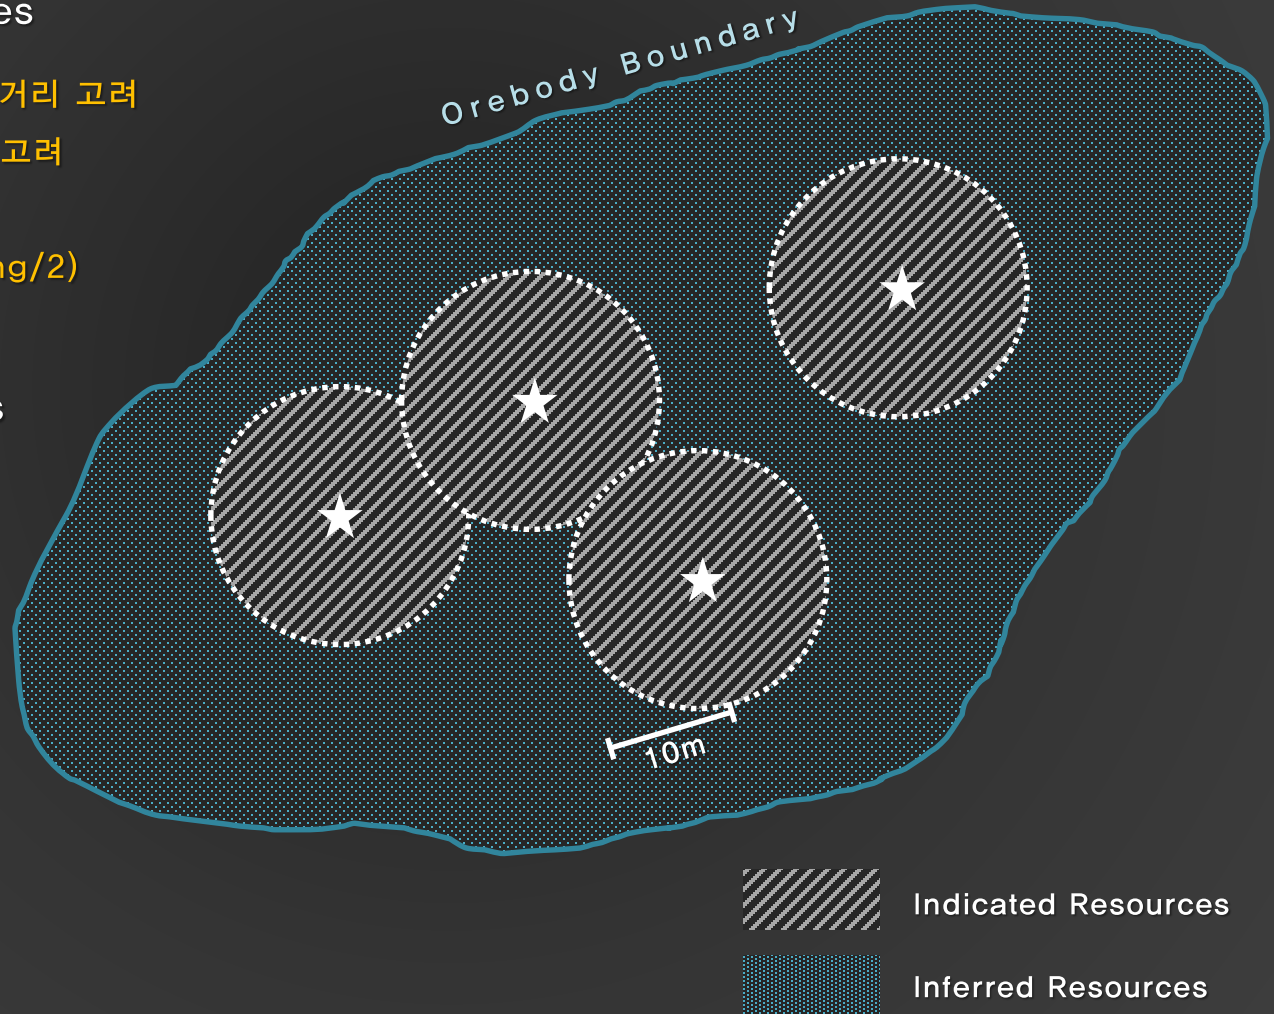 es
거리 고려
고려
ng/2)
s
Orebody Boundary
10m
Indicated Resources
Inferred Resources